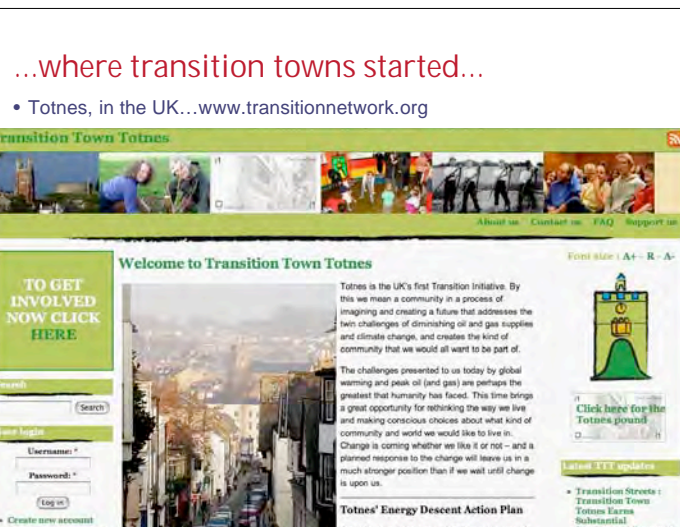 ...where transition towns started...
• Totnes, in the UK...www.transitionnetwork.org
Transition Town Totnes
About us Contact us FAQ Support us
Font size | A+ - R - A-
TO GET
INVOLVED
NOW CLICK
HERE
Search
Search
User login
Username: *
Password: *
Log in
Create new account
Welcome to Transition Town Totnes
Totnes is the UK's first Transition Initiative. By
this we mean a community in a process of
imagining and creating a future that addresses the
twin challenges of diminishing oil and gas supplies
and climate change, and creates the kind of
community that we would all want to be part of.
The challenges presented to us today by global
warming and peak oil (and gas) are perhaps the
greatest that humanity has faced. This time brings
a great opportunity for rethinking the way we live
and making conscious choices about what kind of
community and world we would like to live in.
Change is coming whether we like it or not – and a
planned response to the change will leave us in a
much stronger position than if we wait until change
is upon us.
Totnes' Energy Descent Action Plan
Click here for the
Totnes pound
Latest TTT updates
• Transition Streets :
Transition Town
Totnes Earns
Substantial